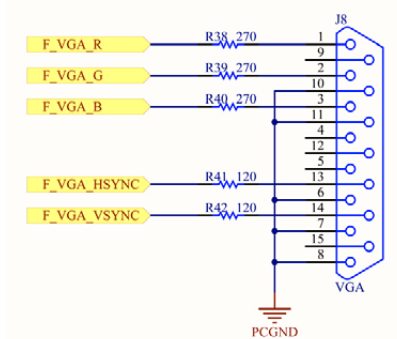 J8
F_VGA_R R38 270 1
9
F_VGA_G R39 270 2
10
F_VGA_B R40 270 3
11
4
12
5
F_VGA_HSYNC R41 120 13
6
F_VGA_VSYNC R42 120 14
7
15
8
VGA
PCGND